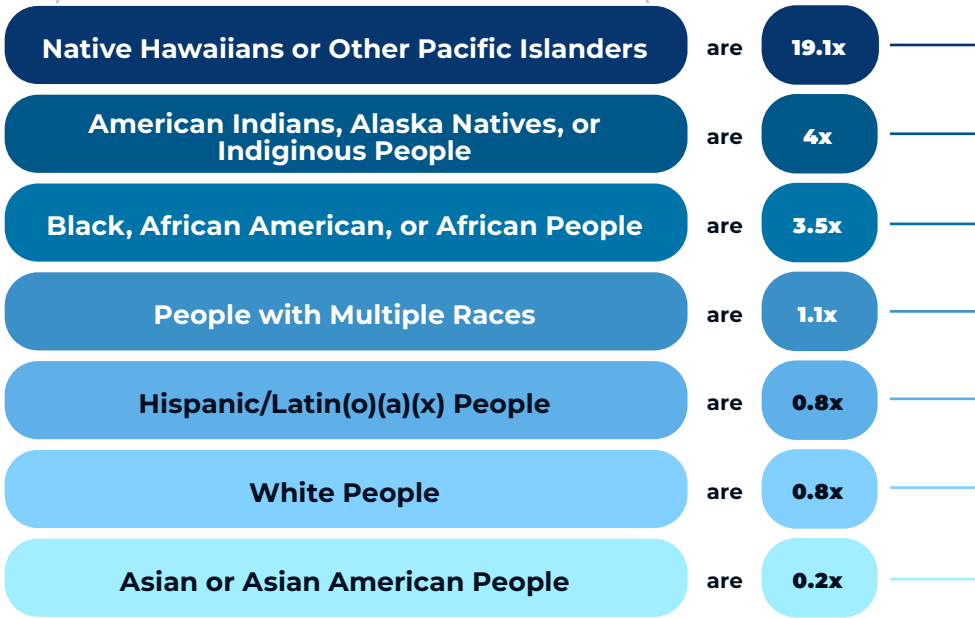 Native Hawaiians or Other Pacific Islanders are 19.1x
American Indians, Alaska Natives, or
Indiginous People are 4x
Black, African American, or African People are 3.5x
People with Multiple Races are 1.1x
Hispanic/Latin(o)(a)(x) People are 0.8x
White People are 0.8x
Asian or Asian American People are 0.2x